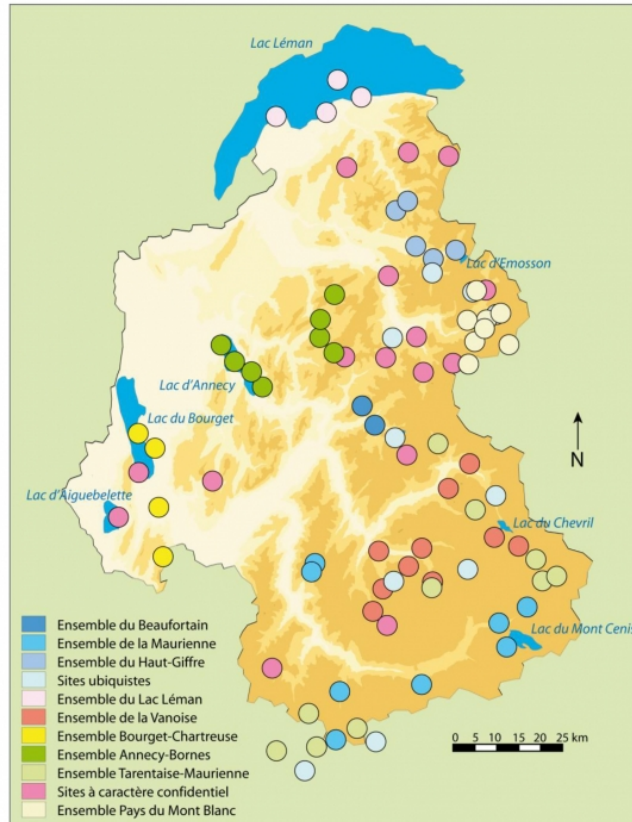 Lac Léman
Lac d'Emosson
Lac d'Annecy
Lac du Bourget
Lac d'Aiguebelette
N
Lac du Chevril
Lac du Mont Cenis
Ensemble du Beaufortain
Ensemble de la Maurienne
Ensemble du Haut-Giffre
Sites ubiquistes
Ensemble du Lac Léman
Ensemble de la Vanoise
Ensemble Bourget-Chartreuse
Ensemble Annecy-Bornes
Ensemble Tarentaise-Maurienne
Sites à caractère confidentiel
Ensemble Pays du Mont Blanc
0 5 10 15 20 25 km